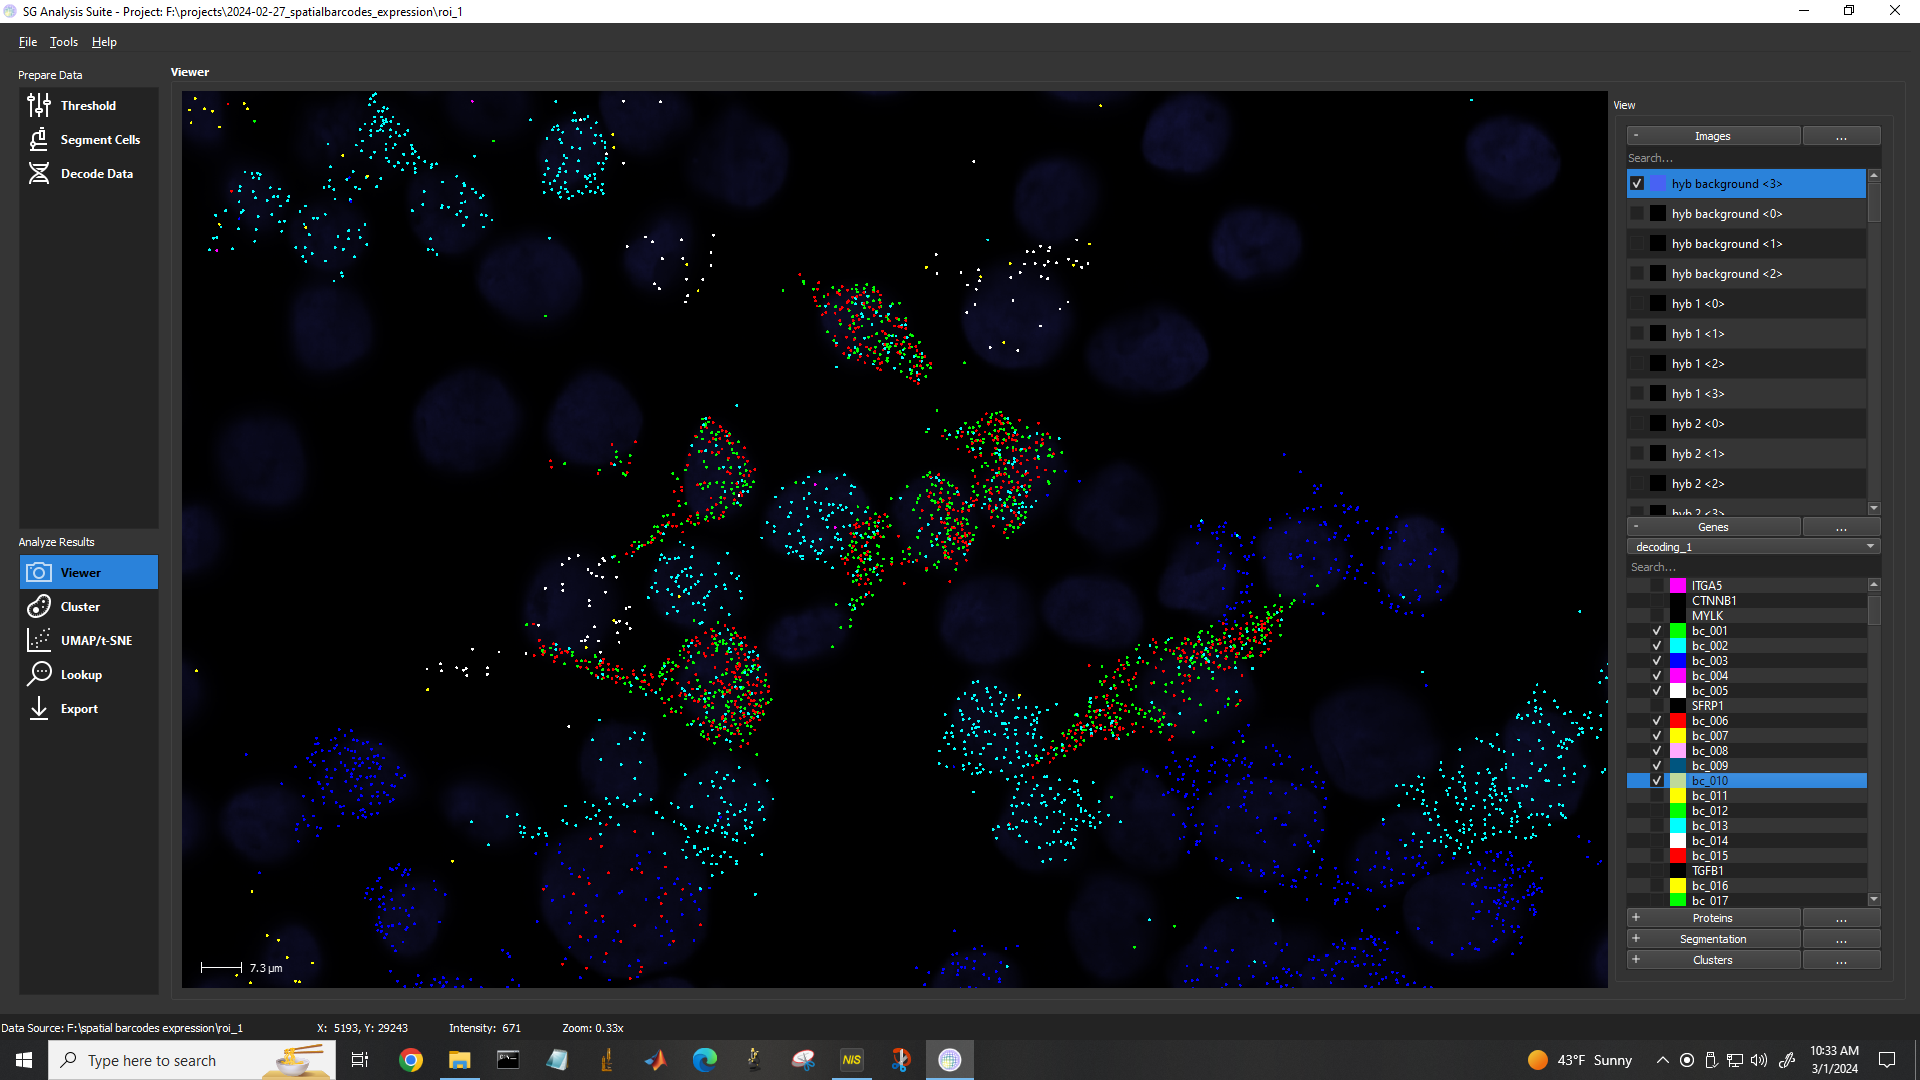 SG Analysis Suite - Project: F:\projects\2024-02-27_spatialbarcodes_expression\roi_1
File Tools Help
Prepare Data
Threshold
Segment Cells
Decode Data
Analyze Results
Viewer
Cluster
UMAP/t-SNE
Lookup
Export
Viewer
7.3 μm
View
- Images ...
Search...
hyb background <3>
hyb background <0>
hyb background <1>
hyb background <2>
hyb 1 <0>
hyb 1 <1>
hyb 1 <2>
hyb 1 <3>
hyb 2 <0>
hyb 2 <1>
hyb 2 <2>
hyb 2 <3>
- Genes ...
decoding_1
Search...
ITGA5
CTNNB1
MYLK
bc_001
bc_002
bc_003
bc_004
bc_005
SFRP1
bc_006
bc_007
bc_008
bc_009
bc_010
bc_011
bc_012
bc_013
bc_014
bc_015
TGFB1
bc_016
bc_017
+ Proteins ...
+ Segmentation ...
+ Clusters ...
Data Source: F:\spatial barcodes expression\roi_1 X: 5193, Y: 29243 Intensity: 671 Zoom: 0.33x
Type here to search
NIS
43°F Sunny
10:33 AM
3/1/2024